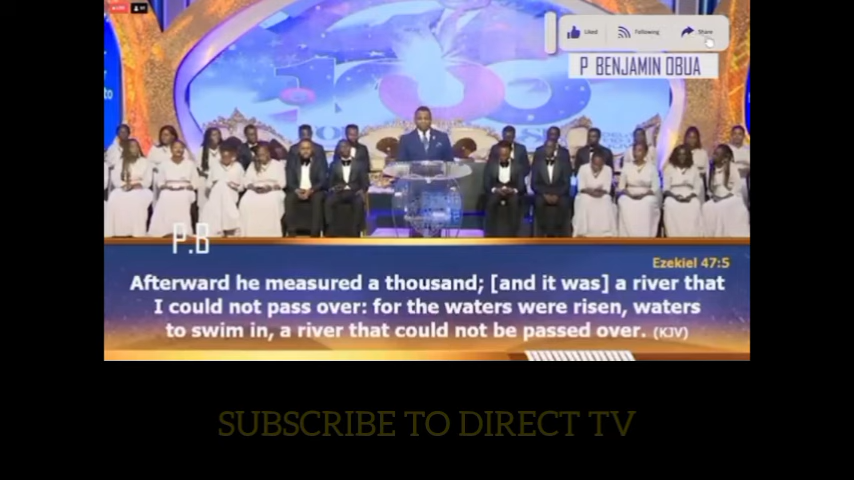 Liked Following Share
P BENJAMIN OBUA
P.B
Ezekiel 47:5
Afterward he measured a thousand; [and it was] a river that
I could not pass over: for the waters were risen, waters
to swim in, a river that could not be passed over. (KJV)
SUBSCRIBE TO DIRECT TV